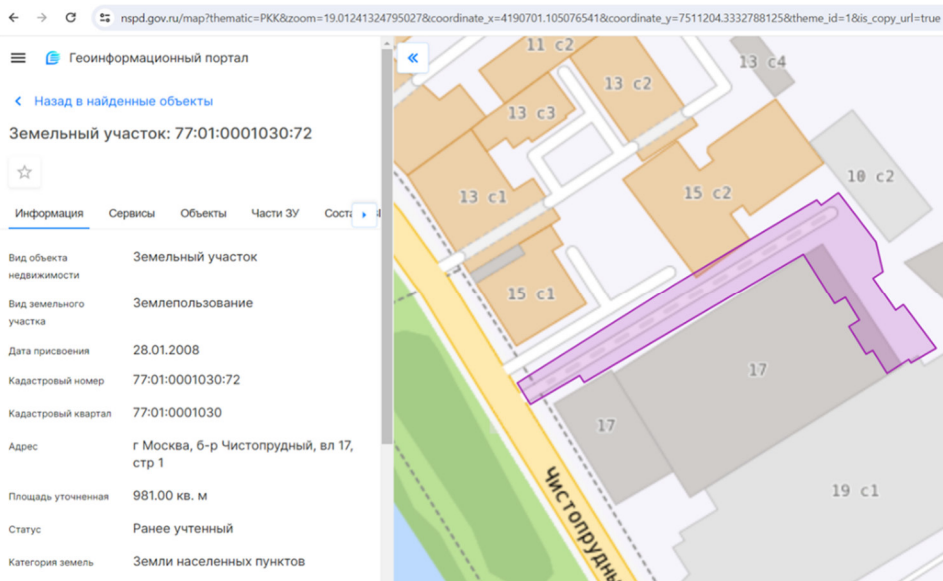 nspd.gov.ru/map?thematic=PKK&zoom=19.01241324795027&coordinate_x=4190701.105076541&coordinate_y=7511204.3332788125&theme_id=1&is_copy_url=true
Геоинформационный портал
Назад в найденные объекты
Земельный участок: 77:01:0001030:72
Информация Сервисы Объекты Части ЗУ Соста
Вид объекта недвижимости Земельный участок
Вид земельного участка Землепользование
Дата присвоения 28.01.2008
Кадастровый номер 77:01:0001030:72
Кадастровый квартал 77:01:0001030
Адрес г Москва, б-р Чистопрудный, вл 17,
стр 1
Площадь уточненная 981.00 кв. м
Статус Ранее учтенный
Категория земель Земли населенных пунктов
11 с2
13 с4
13 с2
13 с3
10 с2
15 с2
13 с1
15 с1
17
17
19 с1
Чистопрудны